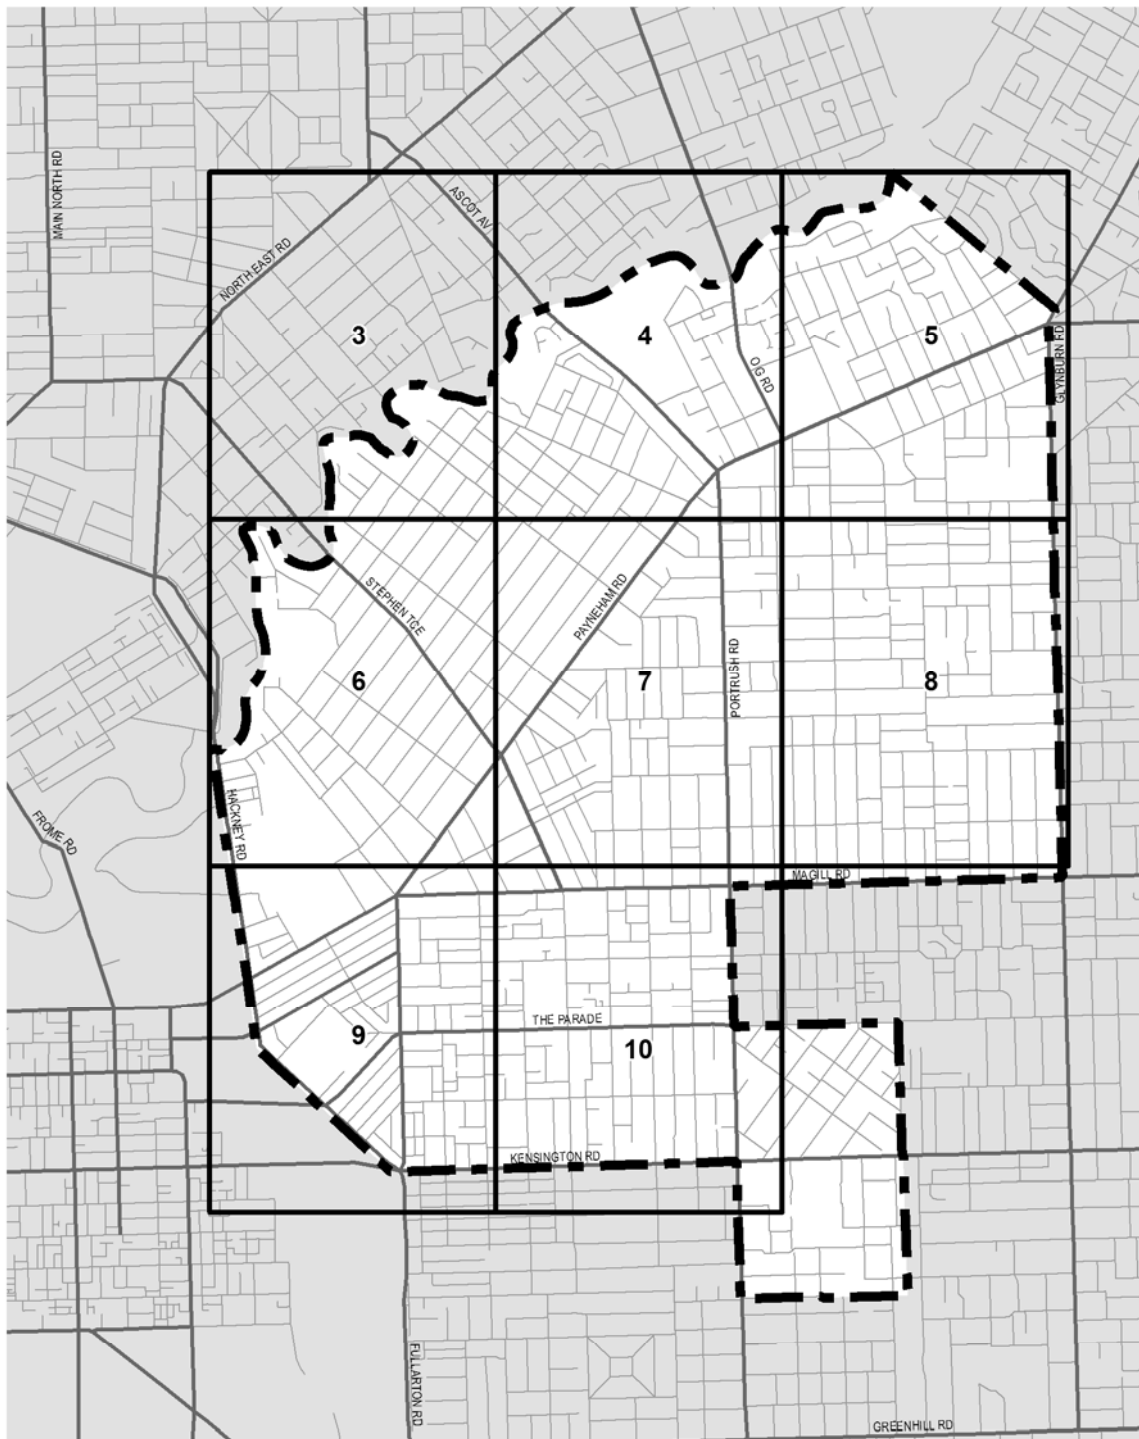 MAIN NORTH RD
ASCOT AV
NORTH EAST RD
3
4
5
O G RD
GLYNBURN RD
STEPHEN TCE
PAYNEHAM RD
PORTRUSH RD
6
7
8
HACKNEY RD
FROME RD
MAGILL RD
THE PARADE
9
10
KENSINGTON RD
FULLARTON RD
GREENHILL RD